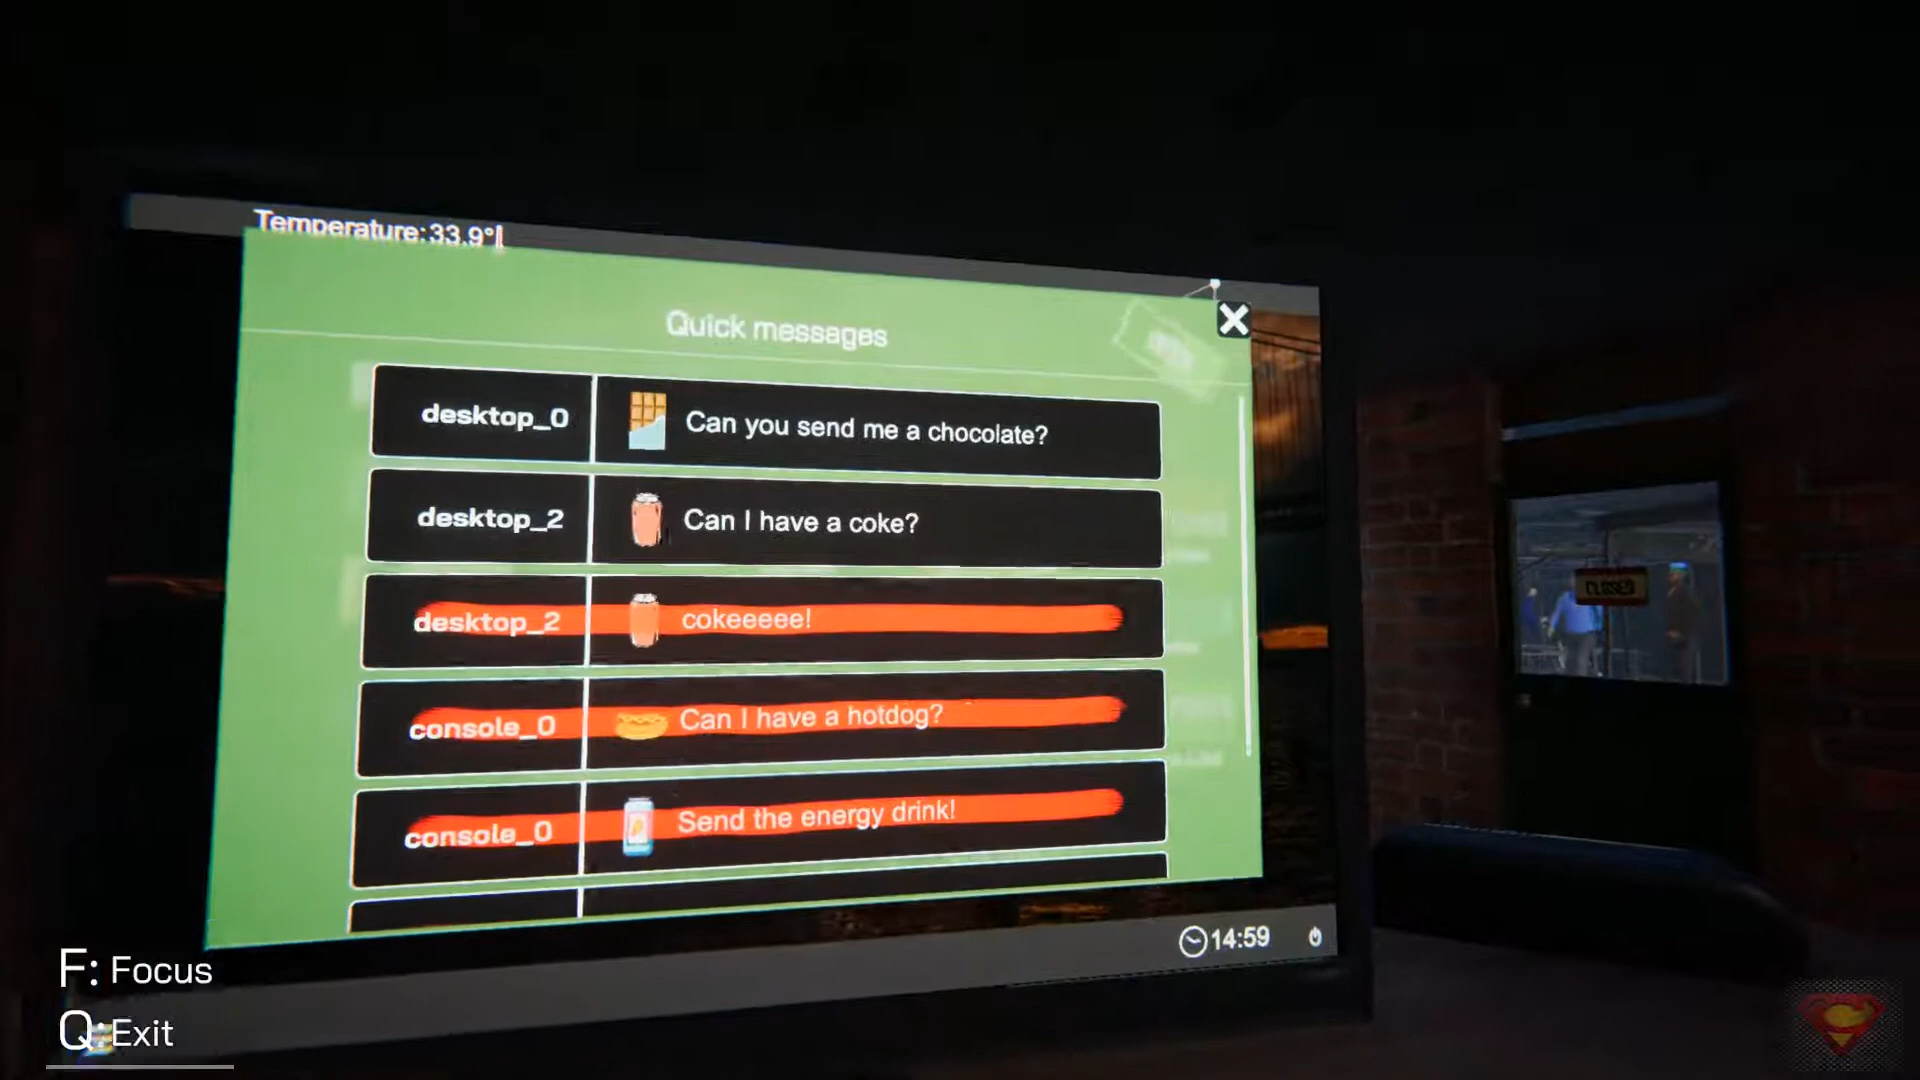 Temperature:33.9°
Quick messages
desktop_0 Can you send me a chocolate?
desktop_2 Can I have a coke?
desktop_2 cokeeeee!
console_0 Can I have a hotdog?
console_0 Send the energy drink!
CLOSED
14:59
F: Focus
Q: Exit